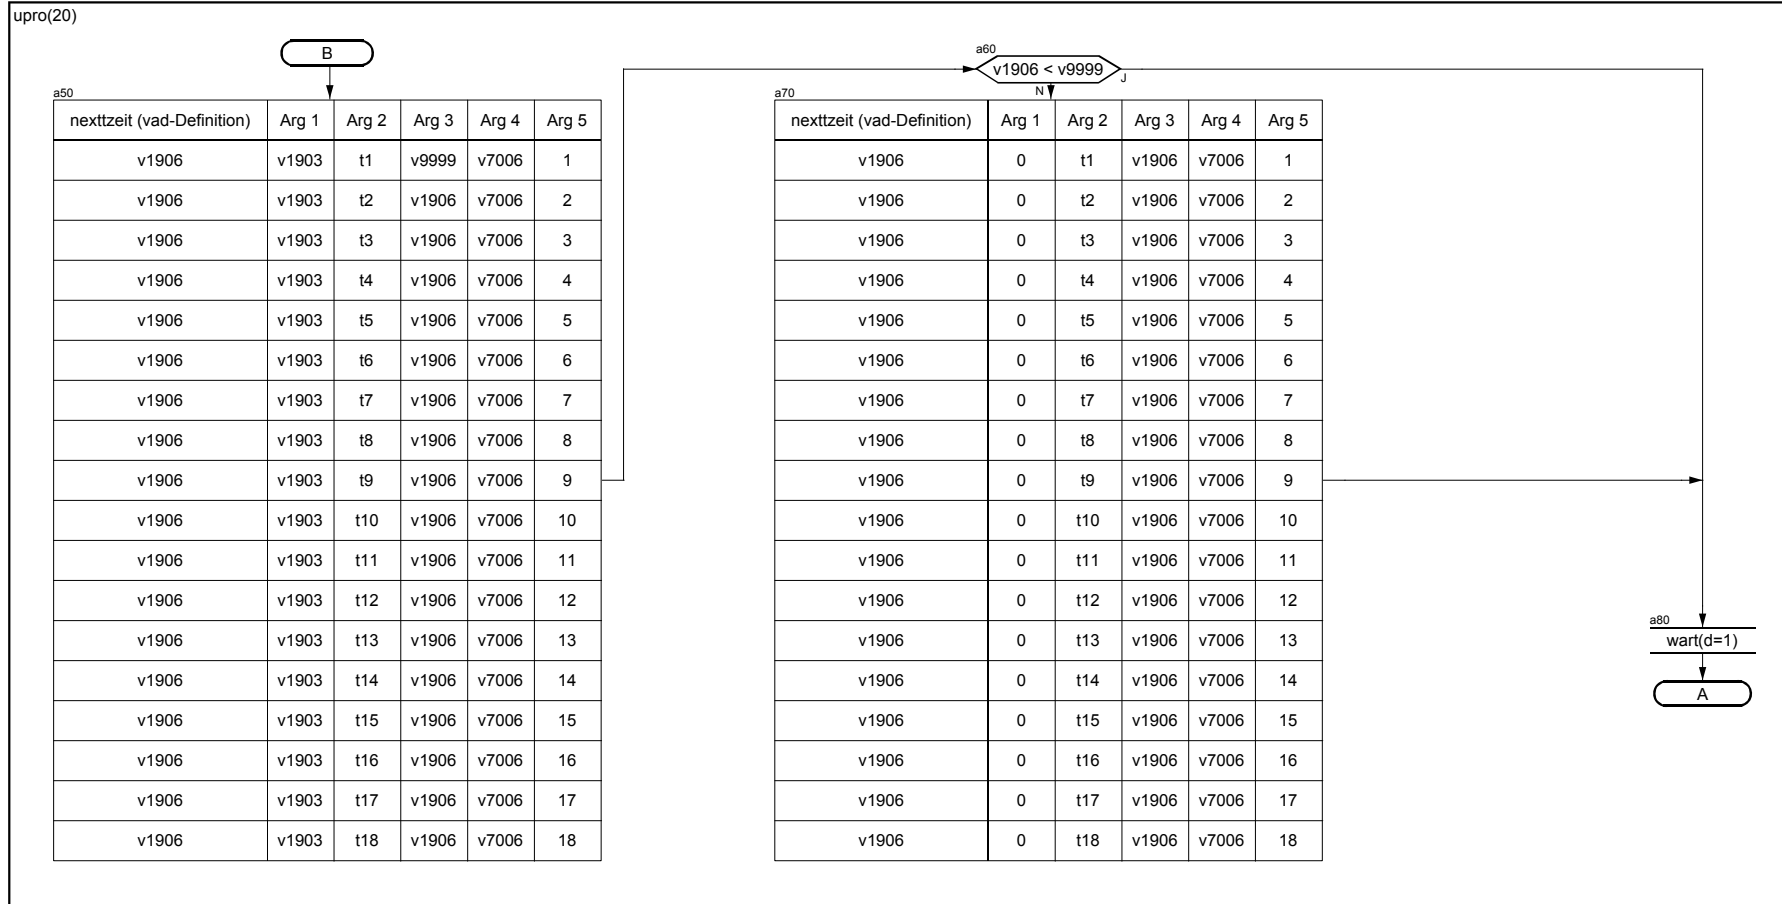 upro(20)
B
a50
nexttzeit (vad-Definition) Arg 1 Arg 2 Arg 3 Arg 4 Arg 5
v1906 v1903 t1 v9999 v7006 1
v1906 v1903 t2 v1906 v7006 2
v1906 v1903 t3 v1906 v7006 3
v1906 v1903 t4 v1906 v7006 4
v1906 v1903 t5 v1906 v7006 5
v1906 v1903 t6 v1906 v7006 6
v1906 v1903 t7 v1906 v7006 7
v1906 v1903 t8 v1906 v7006 8
v1906 v1903 t9 v1906 v7006 9
v1906 v1903 t10 v1906 v7006 10
v1906 v1903 t11 v1906 v7006 11
v1906 v1903 t12 v1906 v7006 12
v1906 v1903 t13 v1906 v7006 13
v1906 v1903 t14 v1906 v7006 14
v1906 v1903 t15 v1906 v7006 15
v1906 v1903 t16 v1906 v7006 16
v1906 v1903 t17 v1906 v7006 17
v1906 v1903 t18 v1906 v7006 18
a60
v1906 < v9999
J
N
a70
nexttzeit (vad-Definition) Arg 1 Arg 2 Arg 3 Arg 4 Arg 5
v1906 0 t1 v1906 v7006 1
v1906 0 t2 v1906 v7006 2
v1906 0 t3 v1906 v7006 3
v1906 0 t4 v1906 v7006 4
v1906 0 t5 v1906 v7006 5
v1906 0 t6 v1906 v7006 6
v1906 0 t7 v1906 v7006 7
v1906 0 t8 v1906 v7006 8
v1906 0 t9 v1906 v7006 9
v1906 0 t10 v1906 v7006 10
v1906 0 t11 v1906 v7006 11
v1906 0 t12 v1906 v7006 12
v1906 0 t13 v1906 v7006 13
v1906 0 t14 v1906 v7006 14
v1906 0 t15 v1906 v7006 15
v1906 0 t16 v1906 v7006 16
v1906 0 t17 v1906 v7006 17
v1906 0 t18 v1906 v7006 18
a80
wart(d=1)
A